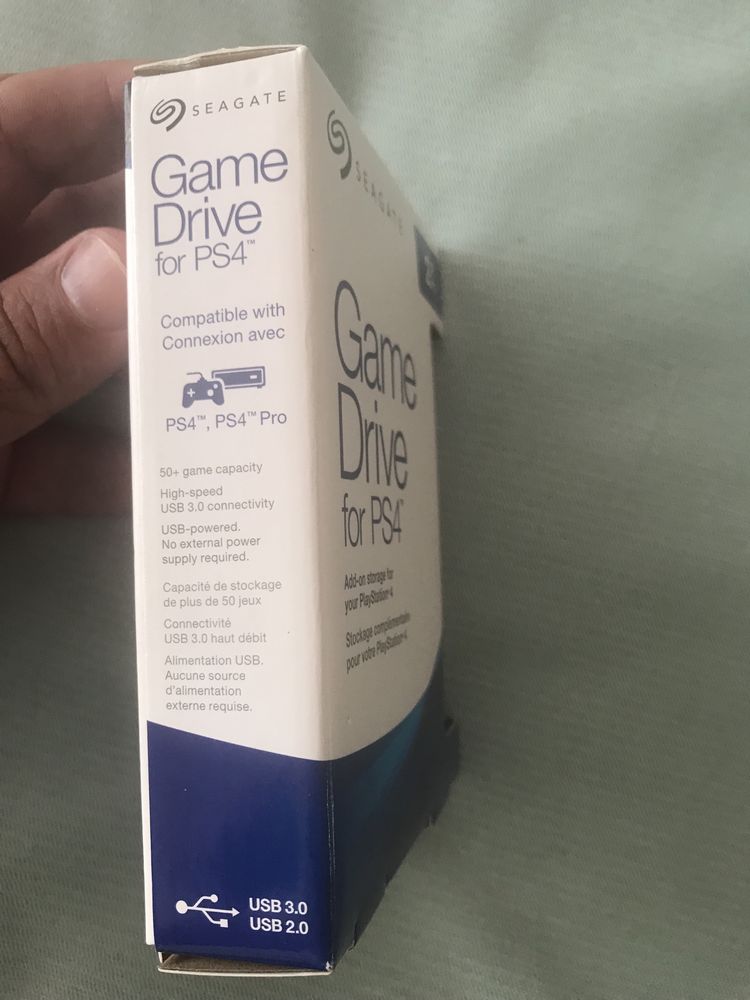 SEAGATE
Game
Drive
for PS4™
Compatible with
Connexion avec
PS4™, PS4™ Pro
50+ game capacity
High-speed
USB 3.0 connectivity
USB-powered.
No external power
supply required.
Capacité de stockage
de plus de 50 jeux
Connectivité
USB 3.0 haut débit
Alimentation USB.
Aucune source
d'alimentation
externe requise.
USB 3.0
USB 2.0
SEAGATE
Game
Drive
for PS4™
Add-on storage for
your PlayStation®4
Stockage complémentaire
pour votre PlayStation®4